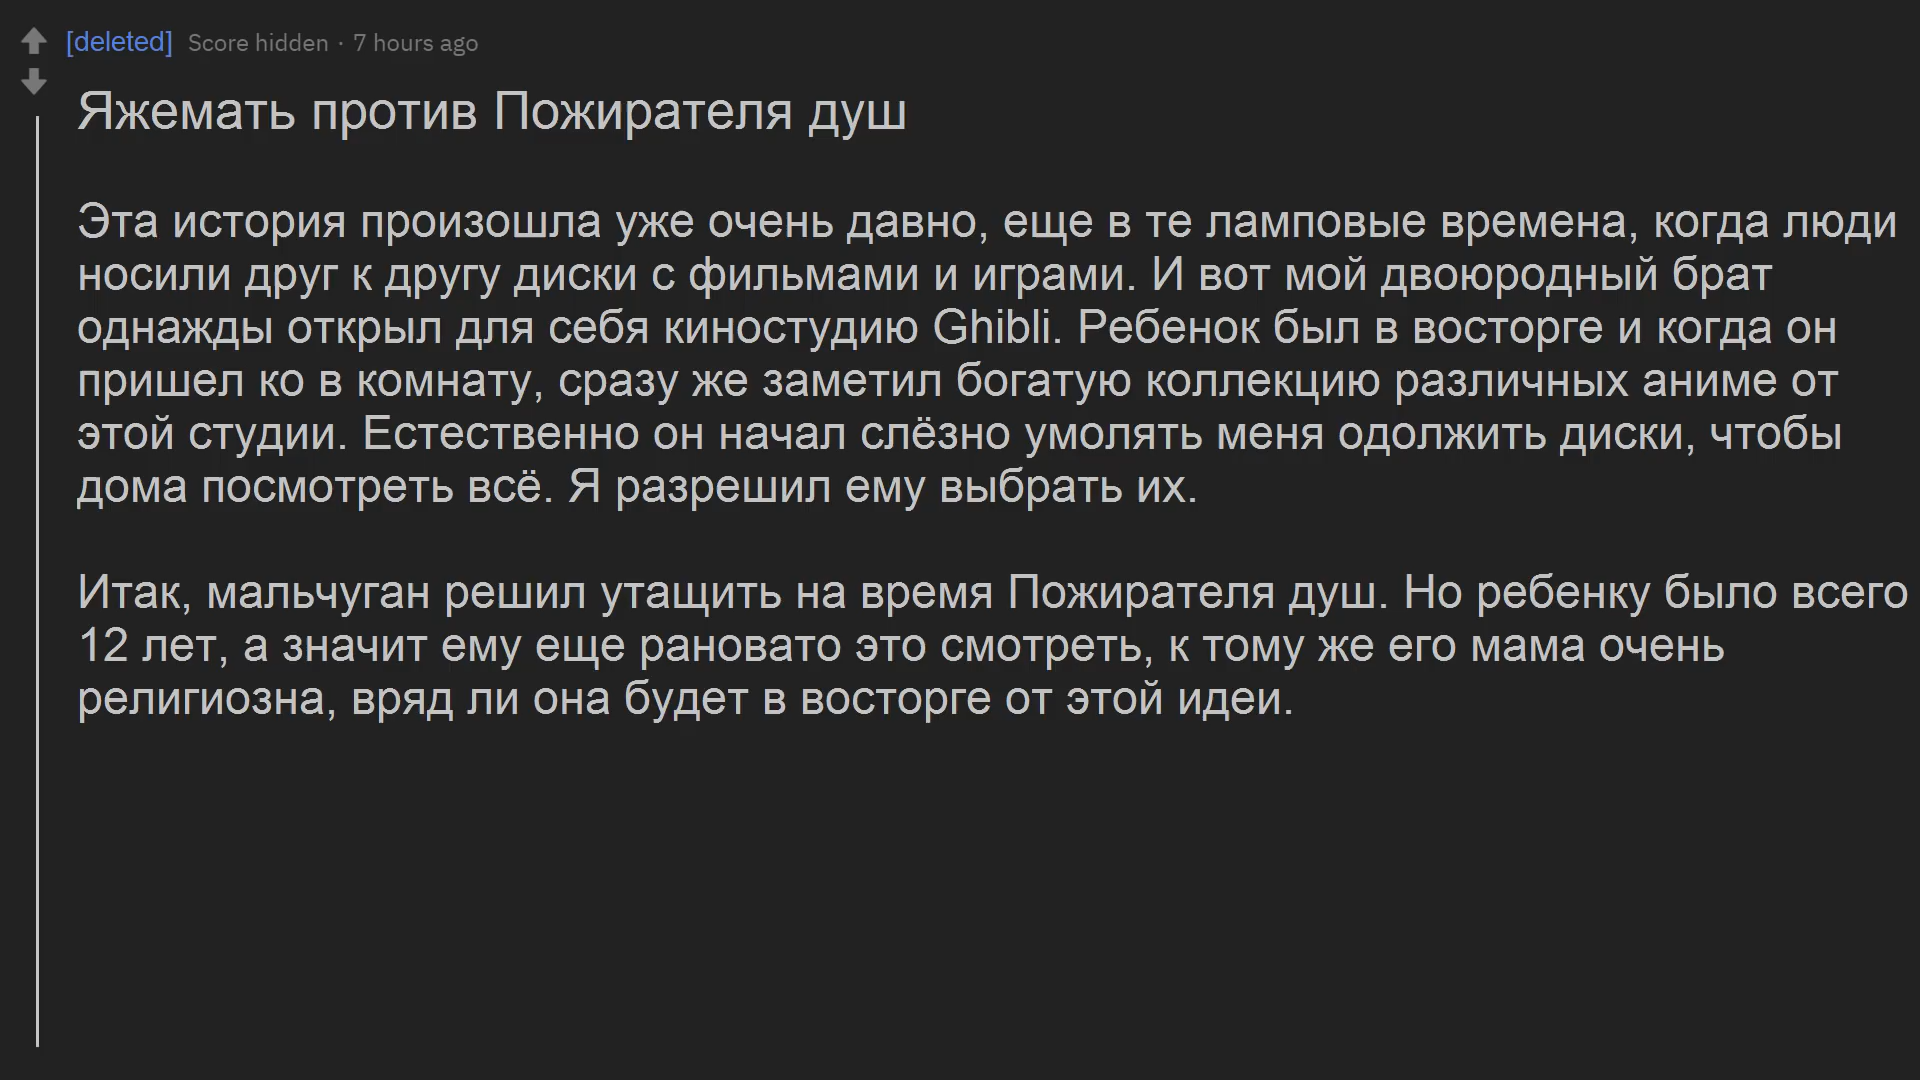 [deleted] Score hidden · 7 hours ago
Яжемать против Пожирателя душ
Эта история произошла уже очень давно, еще в те ламповые времена, когда люди
носили друг к другу диски с фильмами и играми. И вот мой двоюродный брат
однажды открыл для себя киностудию Ghibli. Ребенок был в восторге и когда он
пришел ко в комнату, сразу же заметил богатую коллекцию различных аниме от
этой студии. Естественно он начал слёзно умолять меня одолжить диски, чтобы
дома посмотреть всё. Я разрешил ему выбрать их.
Итак, мальчуган решил утащить на время Пожирателя душ. Но ребенку было всего
12 лет, а значит ему еще рановато это смотреть, к тому же его мама очень
религиозна, вряд ли она будет в восторге от этой идеи.